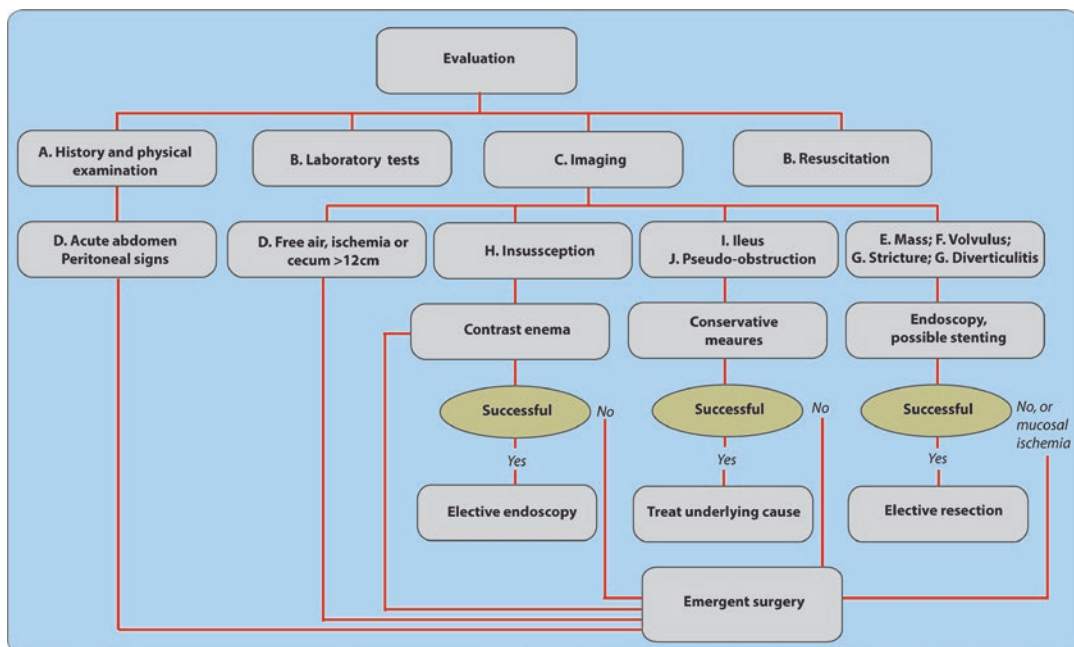 Evaluation
A. History and physical
examination
B. Laboratory tests
C. Imaging
B. Resuscitation
D. Acute abdomen
Peritoneal signs
D. Free air, ischemia or
cecum >12cm
H. Insussception
I. Ileus
J. Pseudo-obstruction
E. Mass; F. Volvulus;
G. Stricture; G. Diverticulitis
Contrast enema
Conservative
meaures
Endoscopy,
possible stenting
Successful
No
Successful
No
Successful
No, or
mucosal
ischemia
Yes
Yes
Yes
Elective endoscopy
Treat underlying cause
Elective resection
Emergent surgery